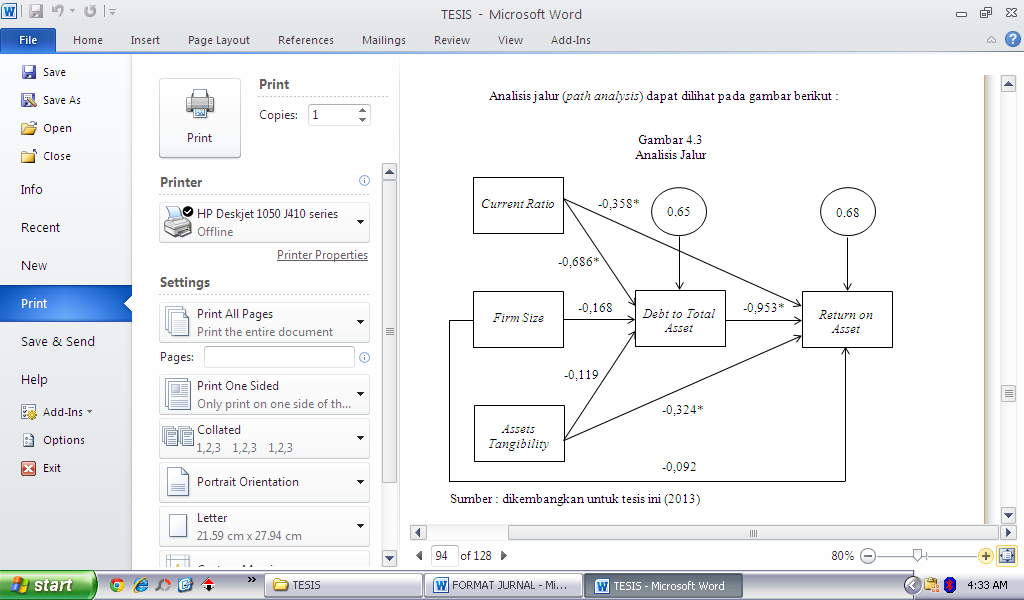 TESIS - Microsoft Word
File Home Insert Page Layout References Mailings Review View Add-Ins
Save
Save As
Open
Close
Info
Recent
New
Print
Save & Send
Help
Add-Ins
Options
Exit
Print
Print
Copies: 1
Printer
HP Deskjet 1050 J410 series
Offline
Printer Properties
Settings
Print All Pages
Print the entire document
Pages:
Print One Sided
Only print on one side of th...
Collated
1,2,3 1,2,3 1,2,3
Portrait Orientation
Letter
21.59 cm x 27.94 cm
Analisis jalur (path analysis) dapat dilihat pada gambar berikut :
Gambar 4.3
Analisis Jalur
Current Ratio
-0,358*
0.65
0.68
-0,686*
Firm Size
-0,168
Debt to Total
Asset
-0,953*
Return on
Asset
-0,119
-0,324*
Assets
Tangibility
-0,092
Sumber : dikembangkan untuk tesis ini (2013)
94 of 128
80%
start
TESIS
FORMAT JURNAL - Mi...
TESIS - Microsoft Word
4:33 AM